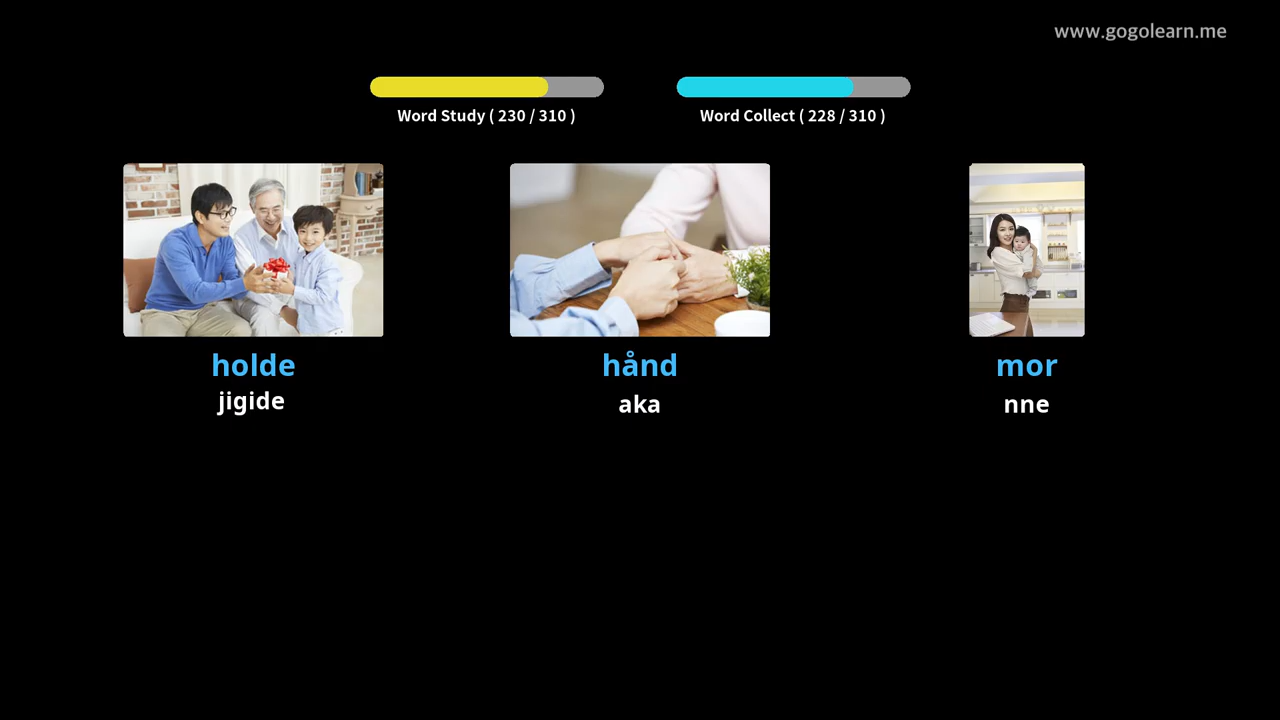 www.gogolearn.me
Word Study ( 230 / 310 )
Word Collect ( 228 / 310 )
holde
jigide
hånd
aka
mor
nne